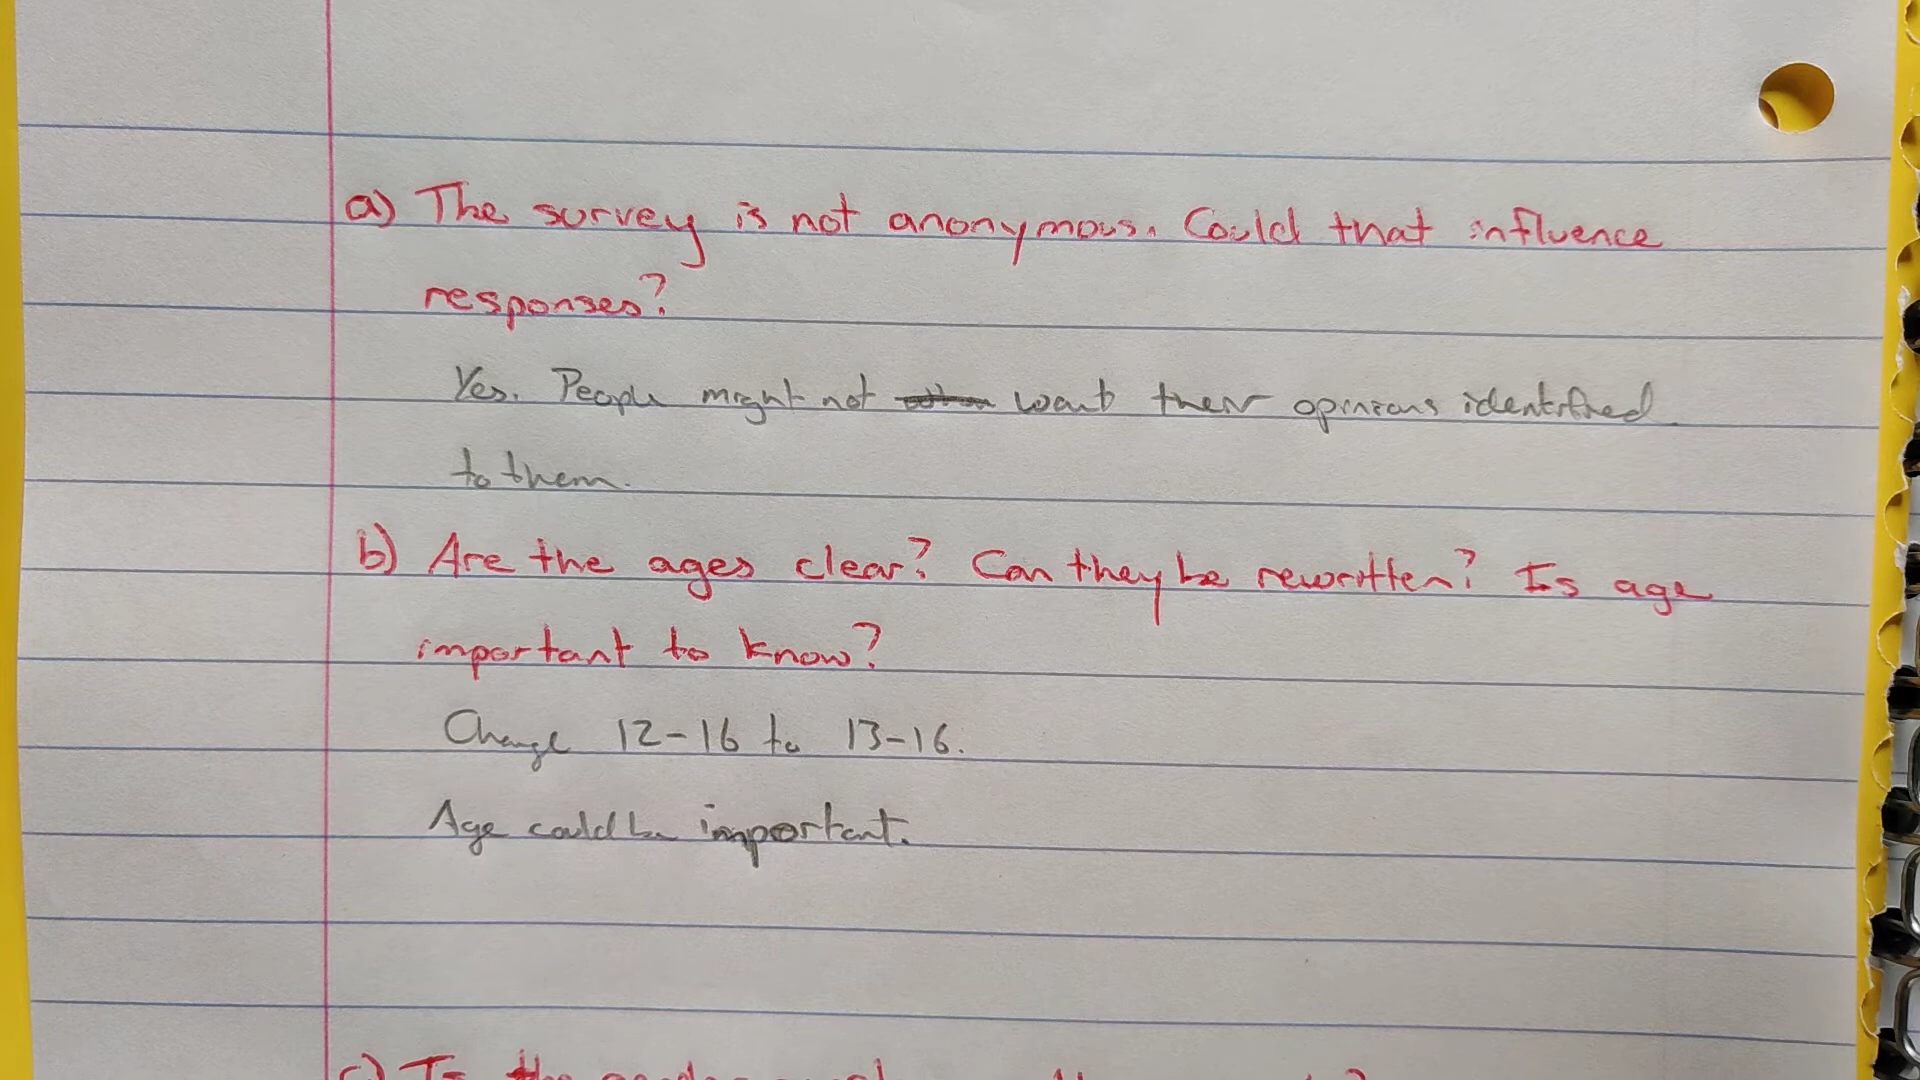 a) The survey is not anonymous. Could that influence
responses?
Yes. People might not want their opinions identified
to them.
b) Are the ages clear? Can they be rewritten? Is age
important to know?
Change 12-16 to 13-16.
Age could be important.
c) Is the